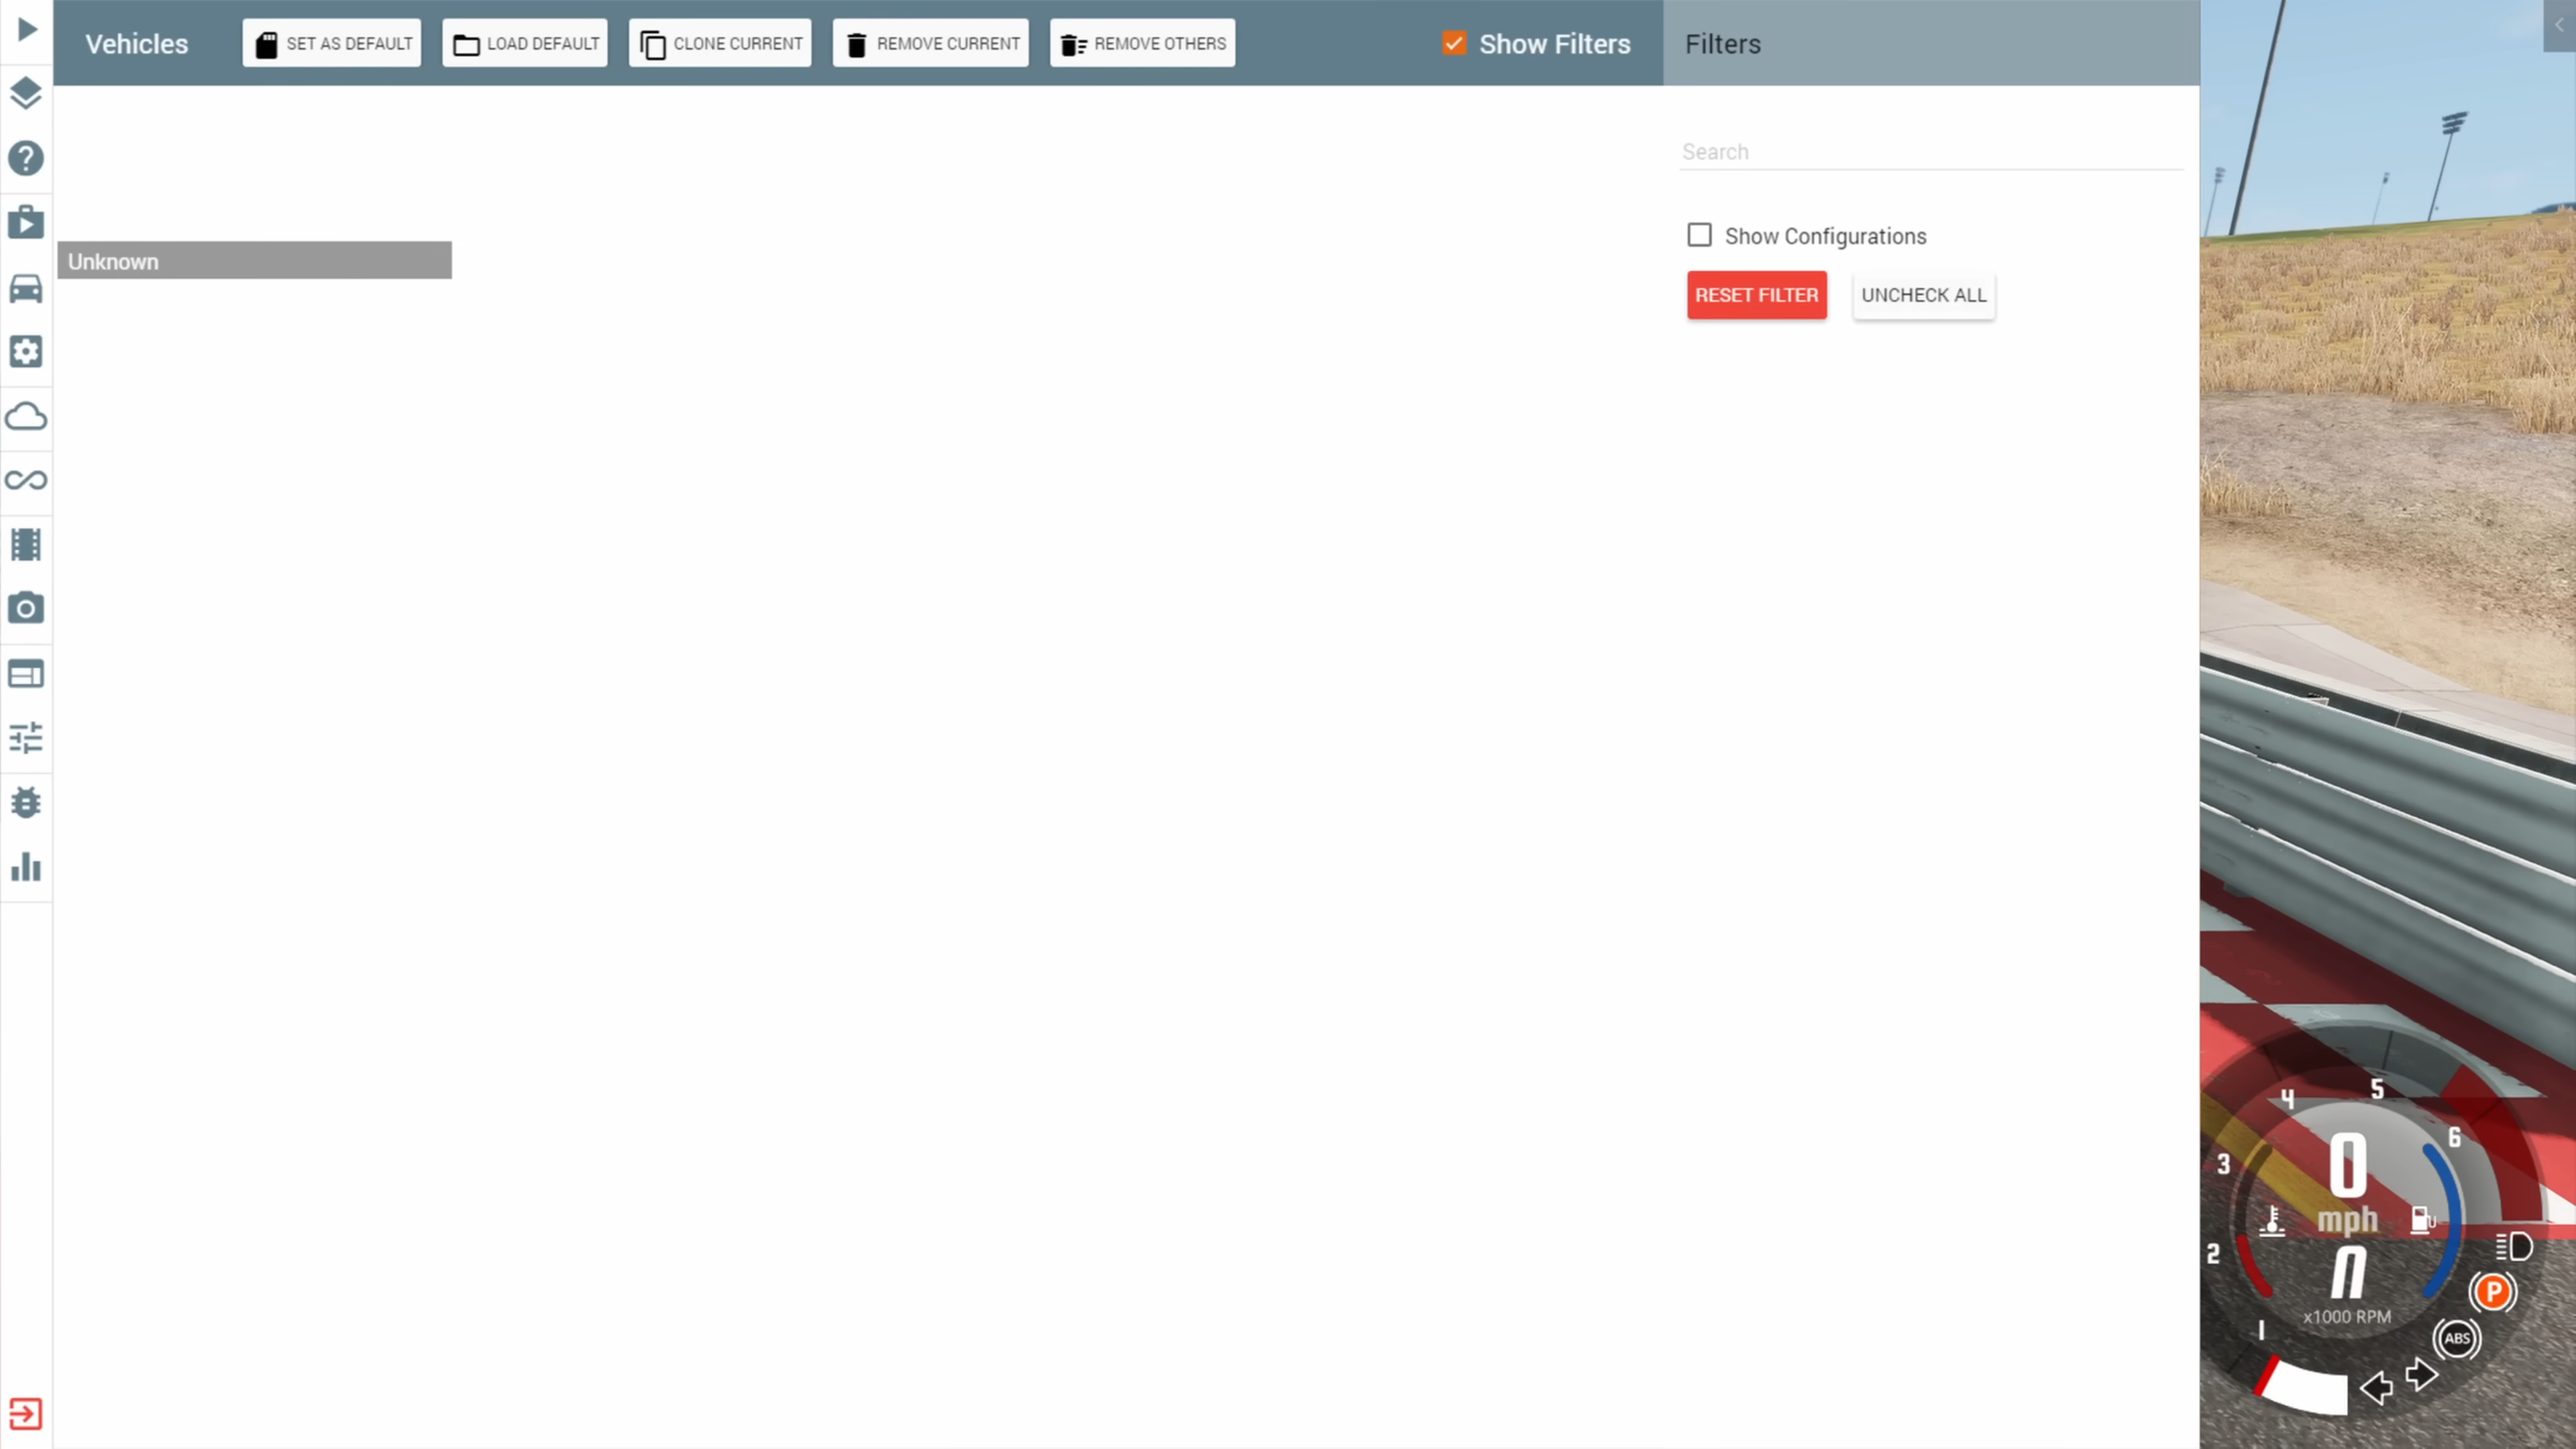 Vehicles
SET AS DEFAULT
LOAD DEFAULT
CLONE CURRENT
REMOVE CURRENT
REMOVE OTHERS
Show Filters
Filters
Search
Unknown
Show Configurations
RESET FILTER
UNCHECK ALL
5
4
6
3
0
mph
2
n
P
x1000 RPM
1
ABS